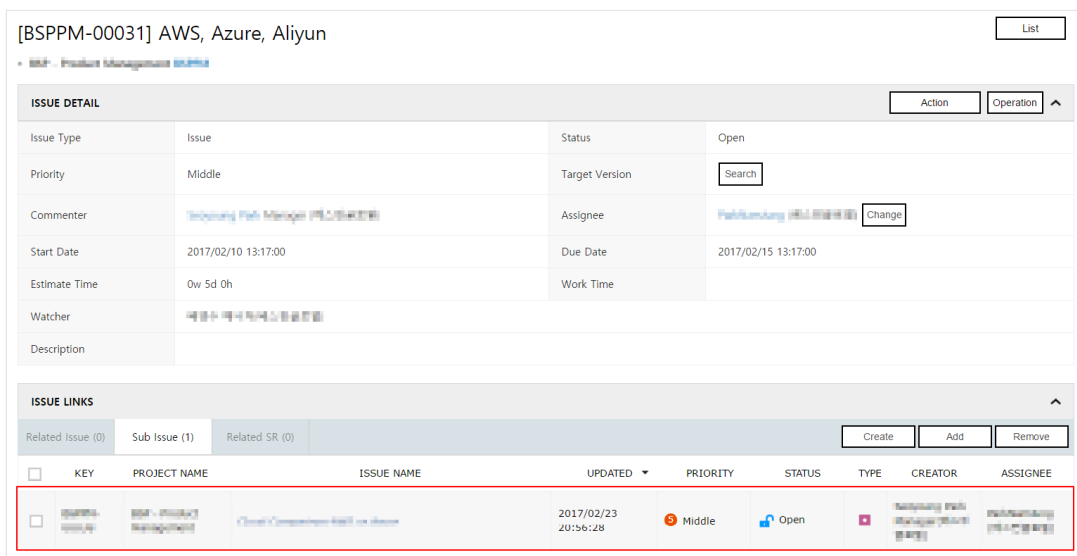 [BSPPM-00031] AWS, Azure, Aliyun
List
ISSUE DETAIL
Action
Operation
Issue Type
Issue
Status
Open
Priority
Middle
Target Version
Search
Commenter
Manager
Assignee
Change
Start Date
2017/02/10 13:17:00
Due Date
2017/02/15 13:17:00
Estimate Time
0w 5d 0h
Work Time
Watcher
Description
ISSUE LINKS
Related Issue (0)
Sub Issue (1)
Related SR (0)
Create
Add
Remove
KEY
PROJECT NAME
ISSUE NAME
UPDATED
PRIORITY
STATUS
TYPE
CREATOR
ASSIGNEE
2017/02/23
20:56:28
S
Middle
Open